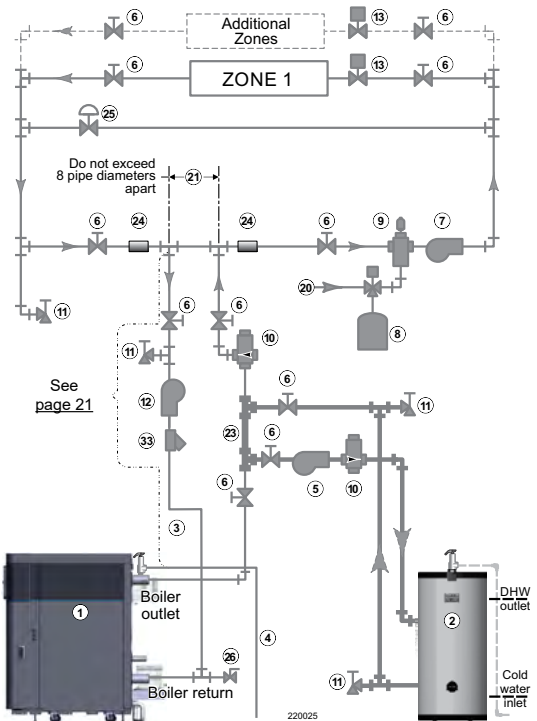 6
Additional
Zones
13
6
6
ZONE 1
13
6
25
Do not exceed
8 pipe diameters
apart
21
6
24
24
6
9
7
20
8
11
6
6
11
10
See
page 21
12
6
11
23
6
33
5
10
6
3
1
Boiler
outlet
4
2
DHW
outlet
26
Boiler return
11
Cold
water
inlet
220025